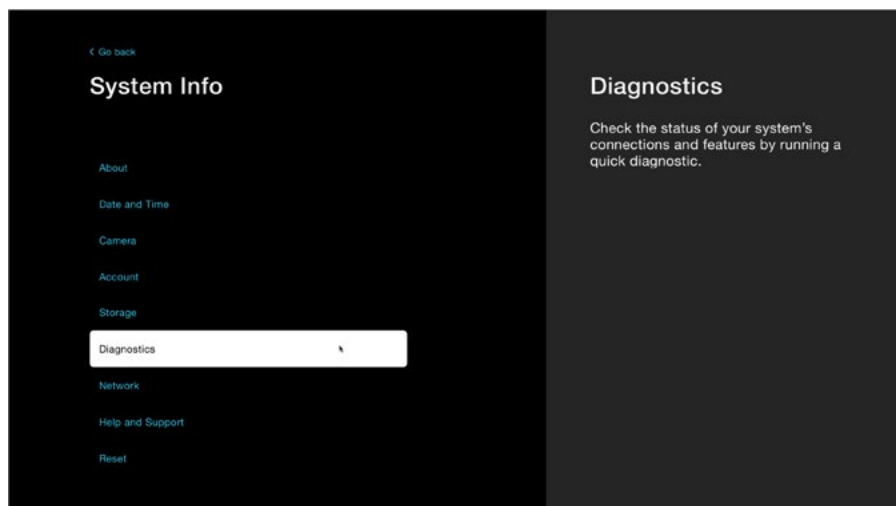 Go back
System Info
About
Date and Time
Camera
Account
Storage
Diagnostics
Network
Help and Support
Reset
Diagnostics
Check the status of your system's
connections and features by running a
quick diagnostic.